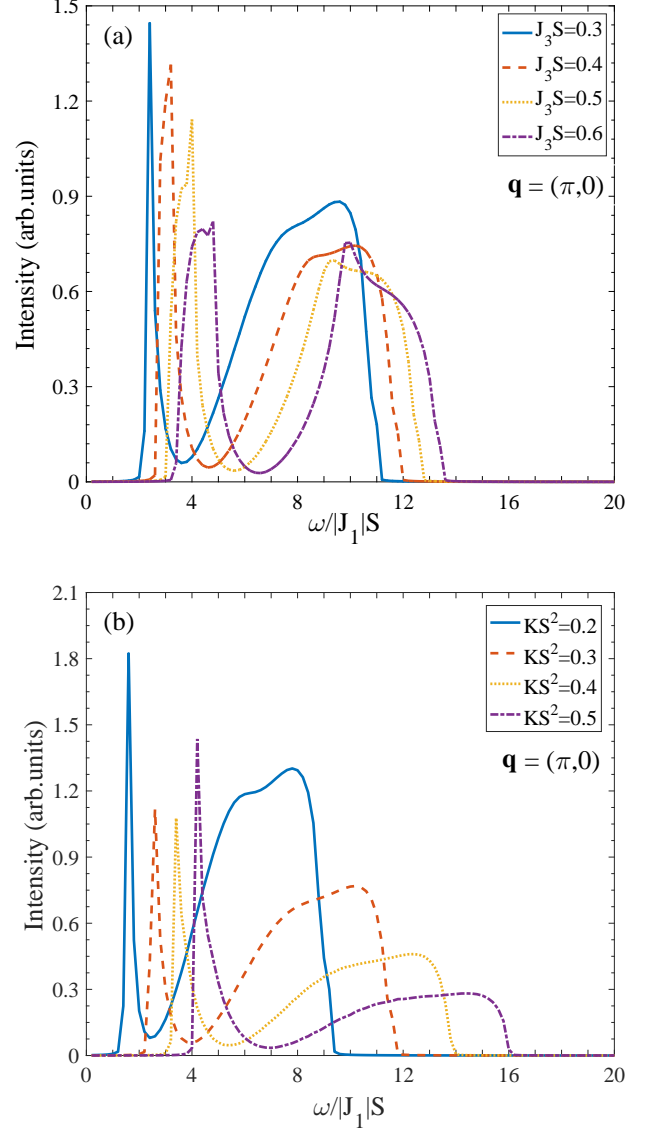 (a)
J₃S=0.3
J₃S=0.4
J₃S=0.5
J₃S=0.6
q = (π,0)
Intensity (arb.units)
1.5
1.2
0.9
0.6
0.3
0
0 4 8 12 16 20
ω/|J₁|S
(b)
KS²=0.2
KS²=0.3
KS²=0.4
KS²=0.5
q = (π,0)
Intensity (arb.units)
2.1
1.8
1.5
1.2
0.9
0.6
0.3
0
0 4 8 12 16 20
ω/|J₁|S